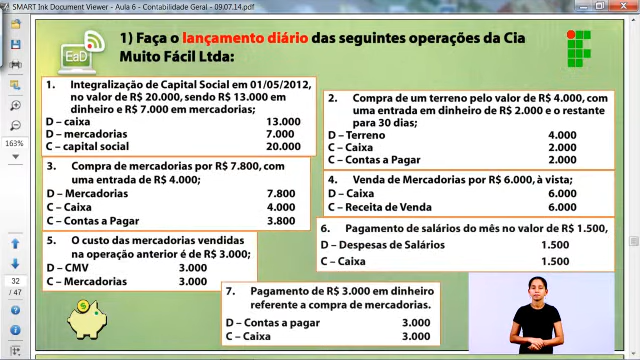 SMART Ink Document Viewer - Aula 6 - Contabilidade Geral - 09.07.14.pdf
163%
32
/ 47
EaD
1) Faça o lançamento diário das seguintes operações da Cia
Muito Fácil Ltda:
1. Integralização de Capital Social em 01/05/2012,
no valor de R$ 20.000, sendo R$ 13.000 em
dinheiro e R$ 7.000 em mercadorias;
D – caixa 13.000
D – mercadorias 7.000
C – capital social 20.000
2. Compra de um terreno pelo valor de R$ 4.000, com
uma entrada em dinheiro de R$ 2.000 e o restante
para 30 dias;
D – Terreno 4.000
C – Caixa 2.000
C – Contas a Pagar 2.000
3. Compra de mercadorias por R$ 7.800, com
uma entrada de R$ 4.000;
D – Mercadorias 7.800
C – Caixa 4.000
C – Contas a Pagar 3.800
4. Venda de Mercadorias por R$ 6.000, à vista;
D – Caixa 6.000
C – Receita de Venda 6.000
5. O custo das mercadorias vendidas
na operação anterior é de R$ 3.000;
D – CMV 3.000
C – Mercadorias 3.000
6. Pagamento de salários do mês no valor de R$ 1.500,
D – Despesas de Salários 1.500
C – Caixa 1.500
7. Pagamento de R$ 3.000 em dinheiro
referente a compra de mercadorias.
D – Contas a pagar 3.000
C – Caixa 3.000